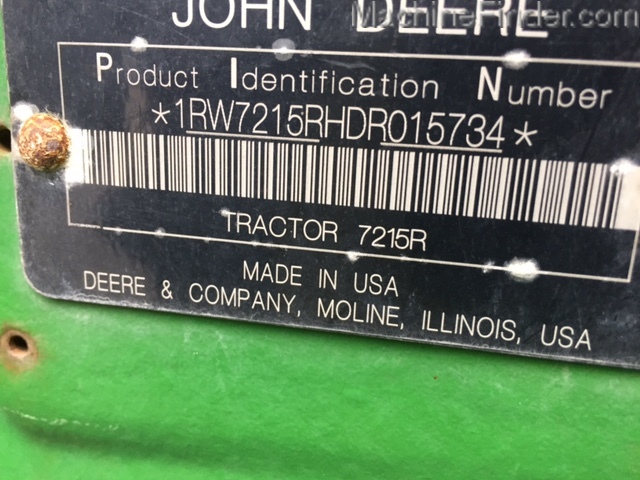 MachineFinder.com
JOHN DEERE
Product Identification Number
*1RW7215RHDR015734*
TRACTOR 7215R
MADE IN USA
DEERE & COMPANY, MOLINE, ILLINOIS, USA